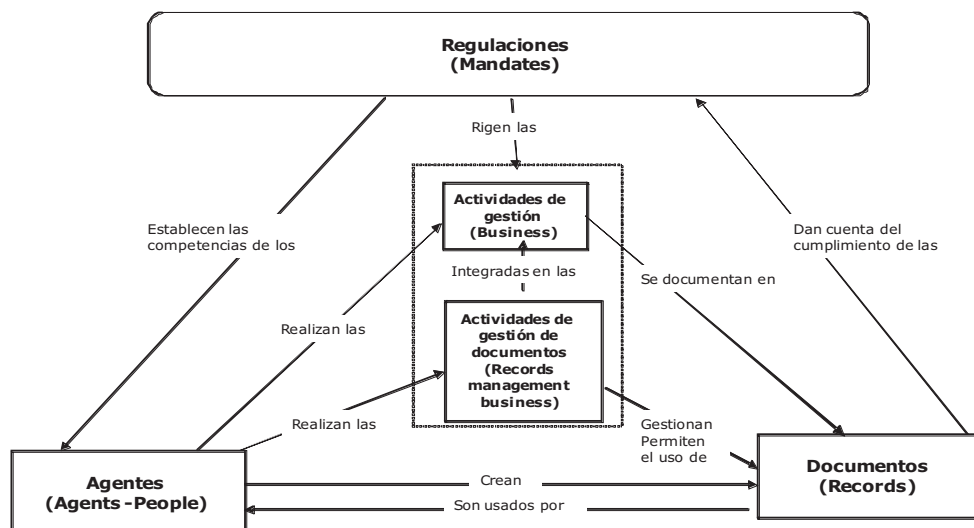 Regulaciones
(Mandates)
Rigen las
Establecen las
competencias de los
Actividades de
gestión
(Business)
Dan cuenta del
cumplimiento de las
Integradas en las
Se documentan en
Realizan las
Actividades de
gestión de
documentos
(Records
management
business)
Realizan las
Gestionan
Permiten
el uso de
Agentes
(Agents-People)
Crean
Son usados por
Documentos
(Records)